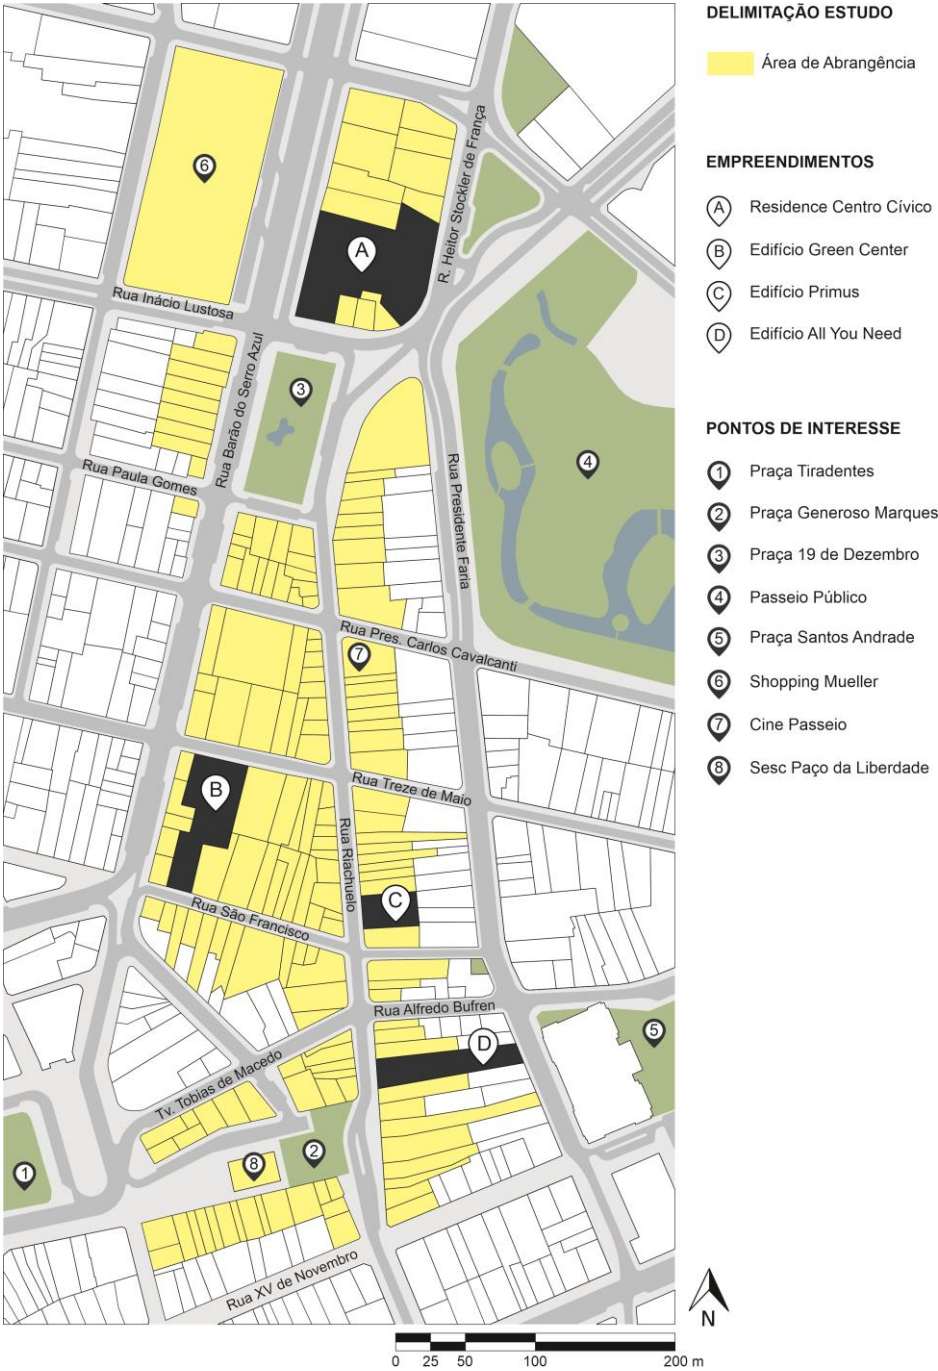 DELIMITAÇÃO ESTUDO
Área de Abrangência
EMPREENDIMENTOS
A Residence Centro Cívico
B Edifício Green Center
C Edifício Primus
D Edifício All You Need
PONTOS DE INTERESSE
1 Praça Tiradentes
2 Praça Generoso Marques
3 Praça 19 de Dezembro
4 Passeio Público
5 Praça Santos Andrade
6 Shopping Mueller
7 Cine Passeio
8 Sesc Paço da Liberdade
6
R. Heitor Stockler de França
A
Rua Inácio Lustosa
Rua Barão do Serro Azul
3
4
Rua Paula Gomes
Rua Presidente Faria
Rua Pres. Carlos Cavalcanti
7
Rua Treze de Maio
B
Rua Riachuelo
C
Rua São Francisco
Rua Alfredo Bufren
5
D
Tv. Tobias de Macedo
2
8
1
Rua XV de Novembro
N
0 25 50 100 200 m